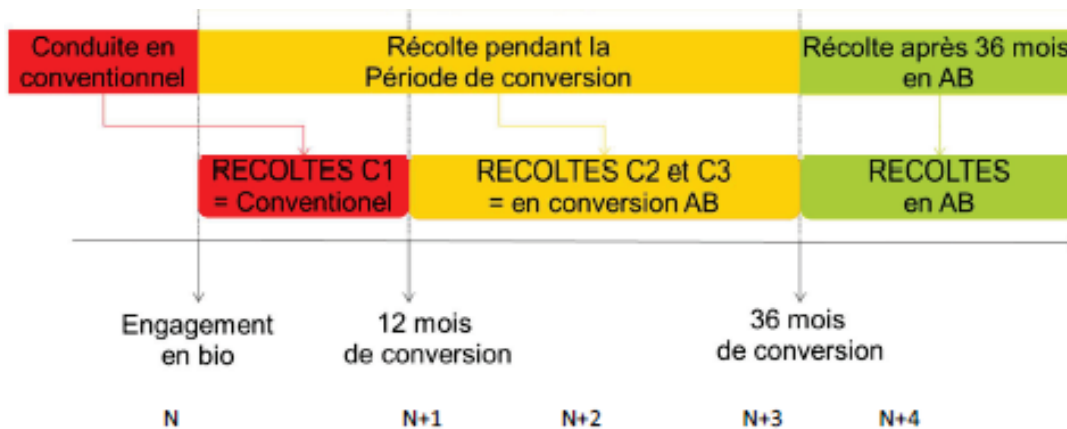 Conduite en
conventionnel
Récolte pendant la
Période de conversion
Récolte après 36 mois
en AB
RECOLTES C1
= Conventionel
RECOLTES C2 et C3
= en conversion AB
RECOLTES
en AB
Engagement
en bio
12 mois
de conversion
36 mois
de conversion
N N+1 N+2 N+3 N+4